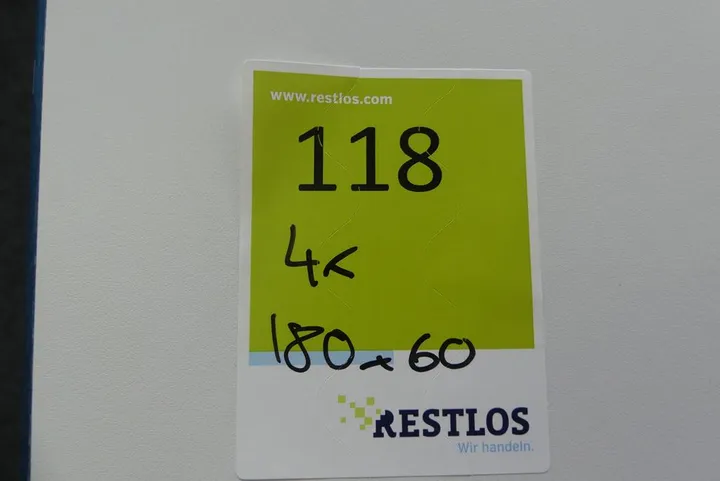 www.restlos.com
118
4x
180x60
RESTLOS
Wir handeln.